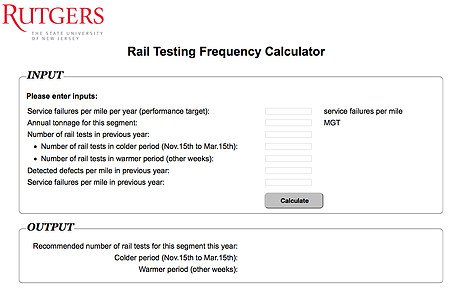 RUTGERS
THE STATE UNIVERSITY
OF NEW JERSEY
Rail Testing Frequency Calculator
INPUT
Please enter inputs:
Service failures per mile per year (performance target): service failures per mile
Annual tonnage for this segment: MGT
Number of rail tests in previous year:
• Number of rail tests in colder period (Nov.15th to Mar.15th):
• Number of rail tests in warmer period (other weeks):
Detected defects per mile in previous year:
Service failures per mile in previous year:
Calculate
OUTPUT
Recommended number of rail tests for this segment this year:
Colder period (Nov.15th to Mar.15th):
Warmer period (other weeks):